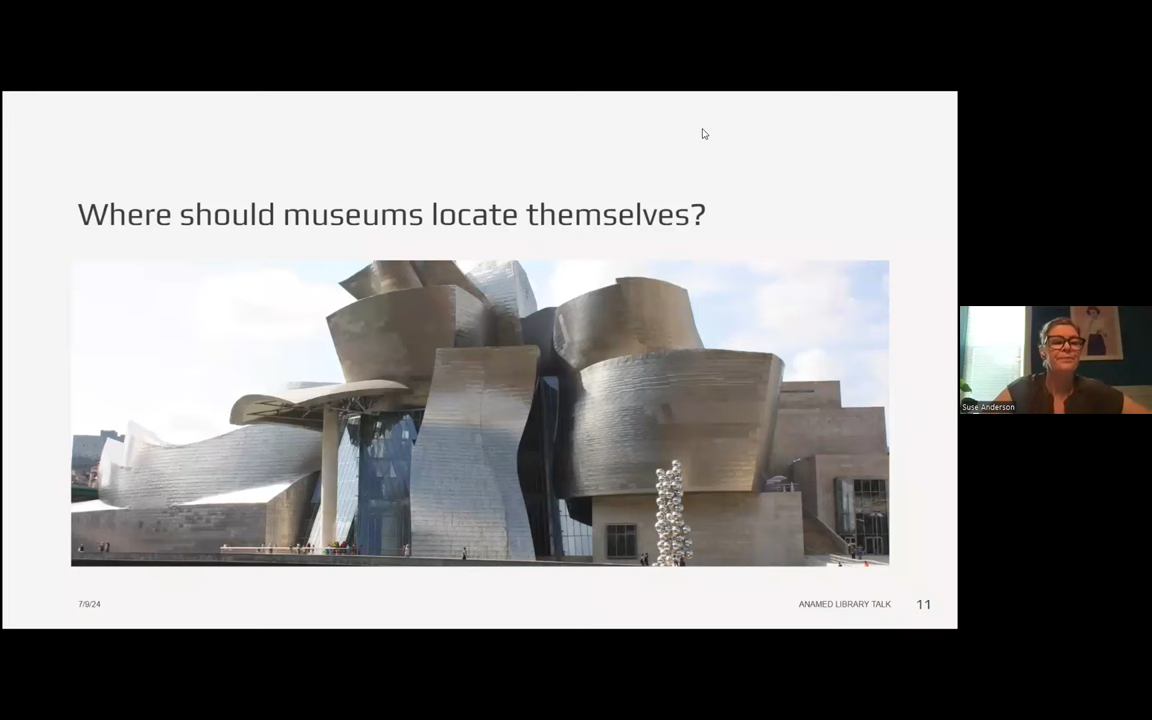 Where should museums locate themselves?
Suse Anderson
7/9/24
ANAMED LIBRARY TALK
11